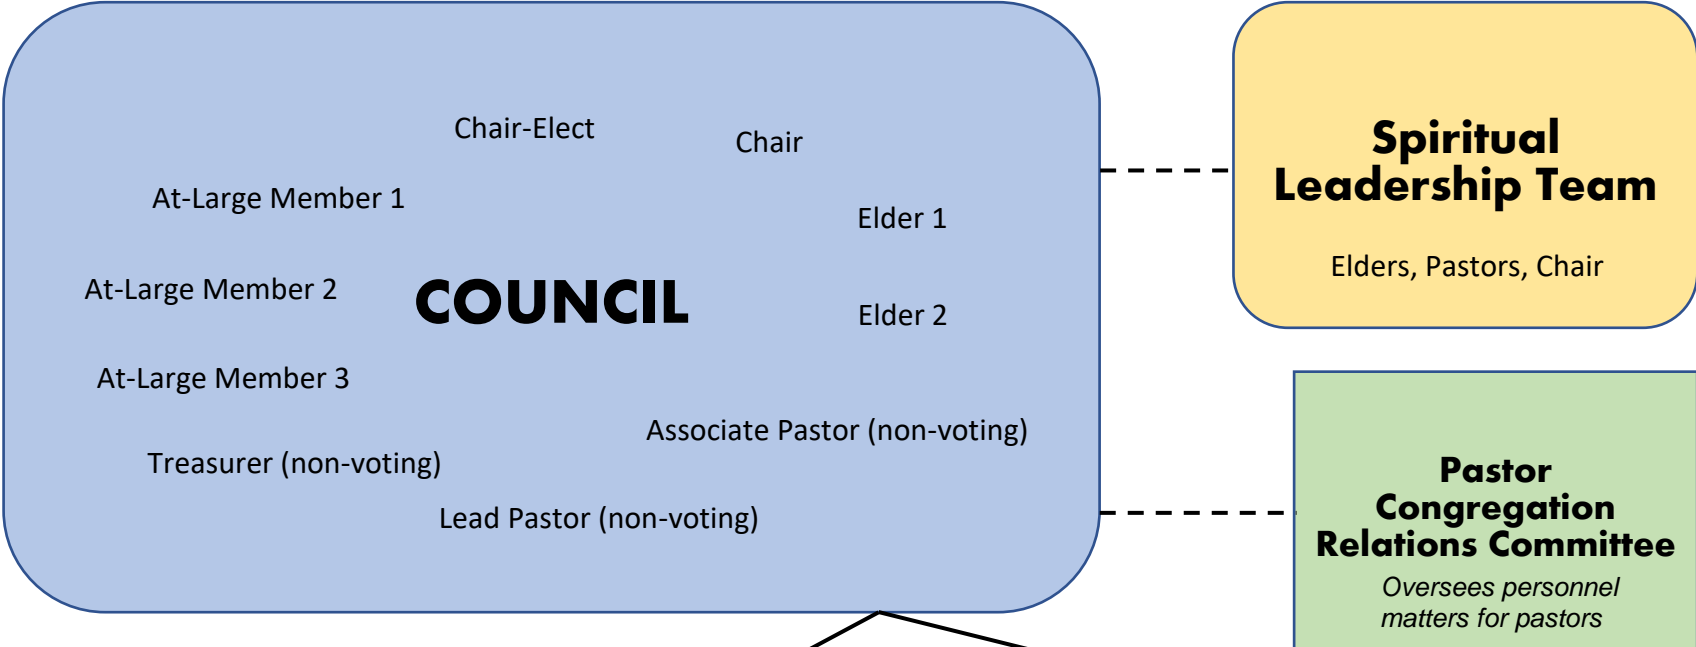 Chair-Elect
Chair
At-Large Member 1
Elder 1
At-Large Member 2
COUNCIL
Elder 2
At-Large Member 3
Associate Pastor (non-voting)
Treasurer (non-voting)
Lead Pastor (non-voting)
Spiritual
Leadership Team
Elders, Pastors, Chair
Pastor
Congregation
Relations Committee
Oversees personnel
matters for pastors